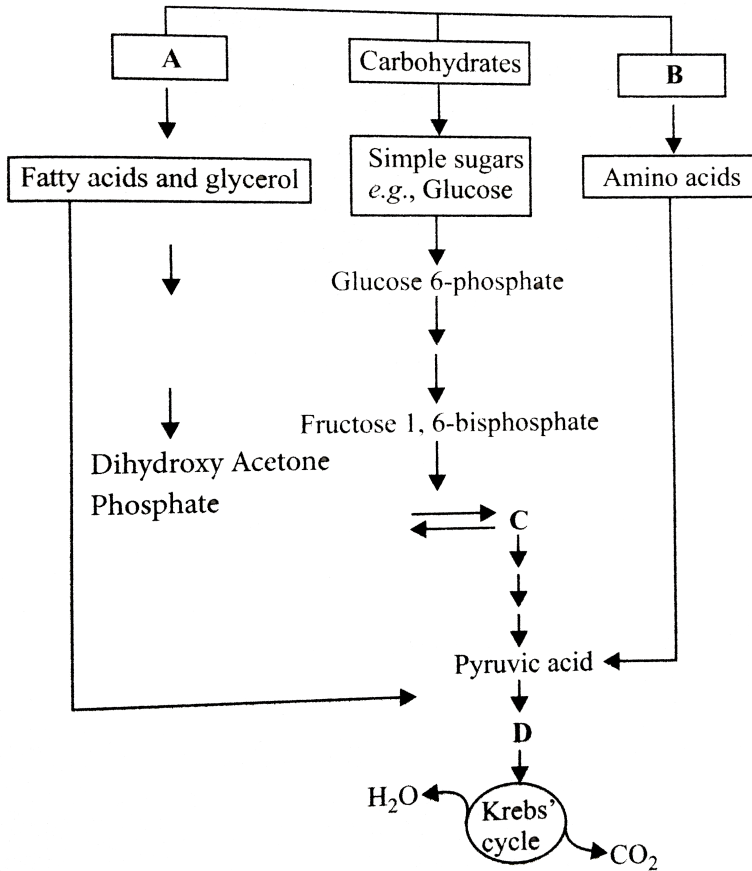 A
Carbohydrates
B
Fatty acids and glycerol
Simple sugars
e.g., Glucose
Amino acids
Glucose 6-phosphate
Fructose 1, 6-bisphosphate
Dihydroxy Acetone
Phosphate
C
Pyruvic acid
D
H₂O
Krebs'
cycle
CO₂